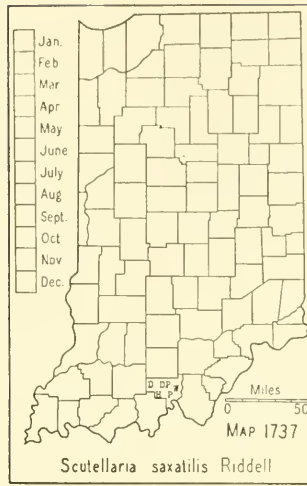 Jan.
Feb
Mar
Apr
May
June
July
Aug
Sept.
Oct
Nov
Dec.
D DP
H P W
Miles
50
MAP 1737
Scutellaria saxatilis Riddell